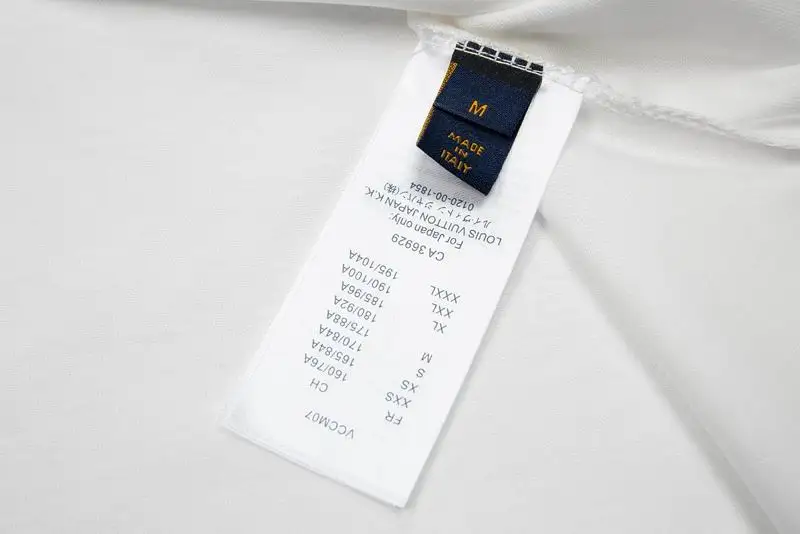 M
MADE
IN
ITALY
VCCM07
FR CH
XXS 160/76A
XS 165/84A
S 170/84A
M 175/88A
180/92A
XL 185/96A
XXL 190/100A
XXXL 195/104A
CA 36929
For Japan only:
LOUIS VUITTON JAPAN K.K.
ルイ・ヴィトン ジャパン(株)
0120-00-1854